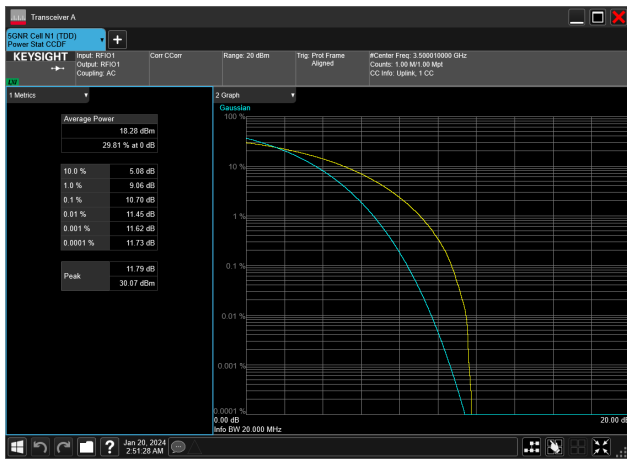 Transceiver A
5GNR Cell N1 (TDD)
Power Stat CCDF
KEYSIGHT
Input: RFIO1
Output: RFIO1
Coupling: AC
Corr CCorr
Range: 20 dBm
Trig: Prot Frame
Aligned
#Center Freq: 3.500010000 GHz
Counts: 1.00 M/1.00 Mpt
CC Info: Uplink, 1 CC
1 Metrics
Average Power
18.28 dBm
29.81 % at 0 dB
10.0 % 5.08 dB
1.0 % 9.06 dB
0.1 % 10.70 dB
0.01 % 11.45 dB
0.001 % 11.62 dB
0.0001 % 11.73 dB
Peak
11.79 dB
30.07 dBm
2 Graph
Gaussian
100 %
10 %
1 %
0.1 %
0.01 %
0.001 %
0.0001 %
0.00 dB
20.00 dB
Info BW 20.000 MHz
Jan 20, 2024
2:51:28 AM